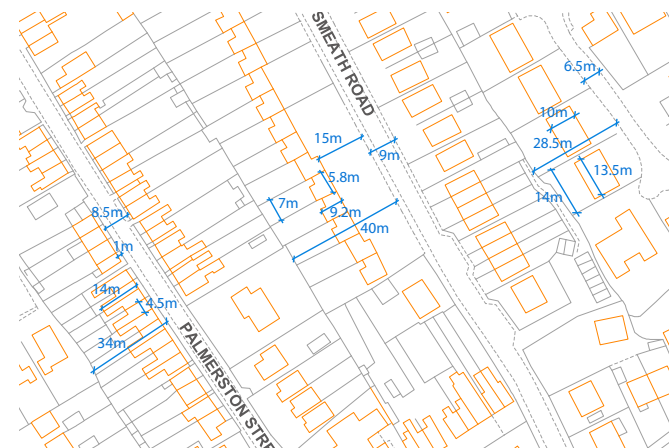 SMEATH ROAD
6.5m
10m
28.5m
15m
9m
5.8m
13.5m
14m
7m
9.2m
8.5m
40m
1m
14m
4.5m
34m
PALMERSTON STRE